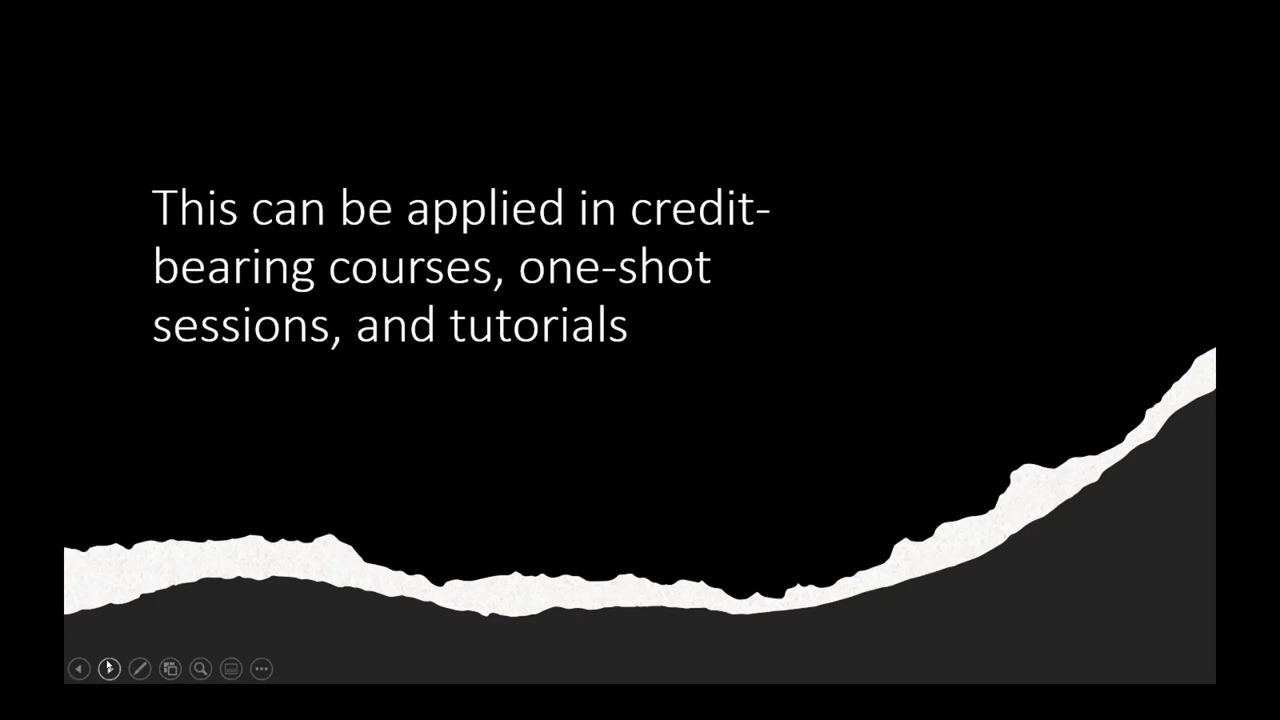 This can be applied in credit-
bearing courses, one-shot
sessions, and tutorials